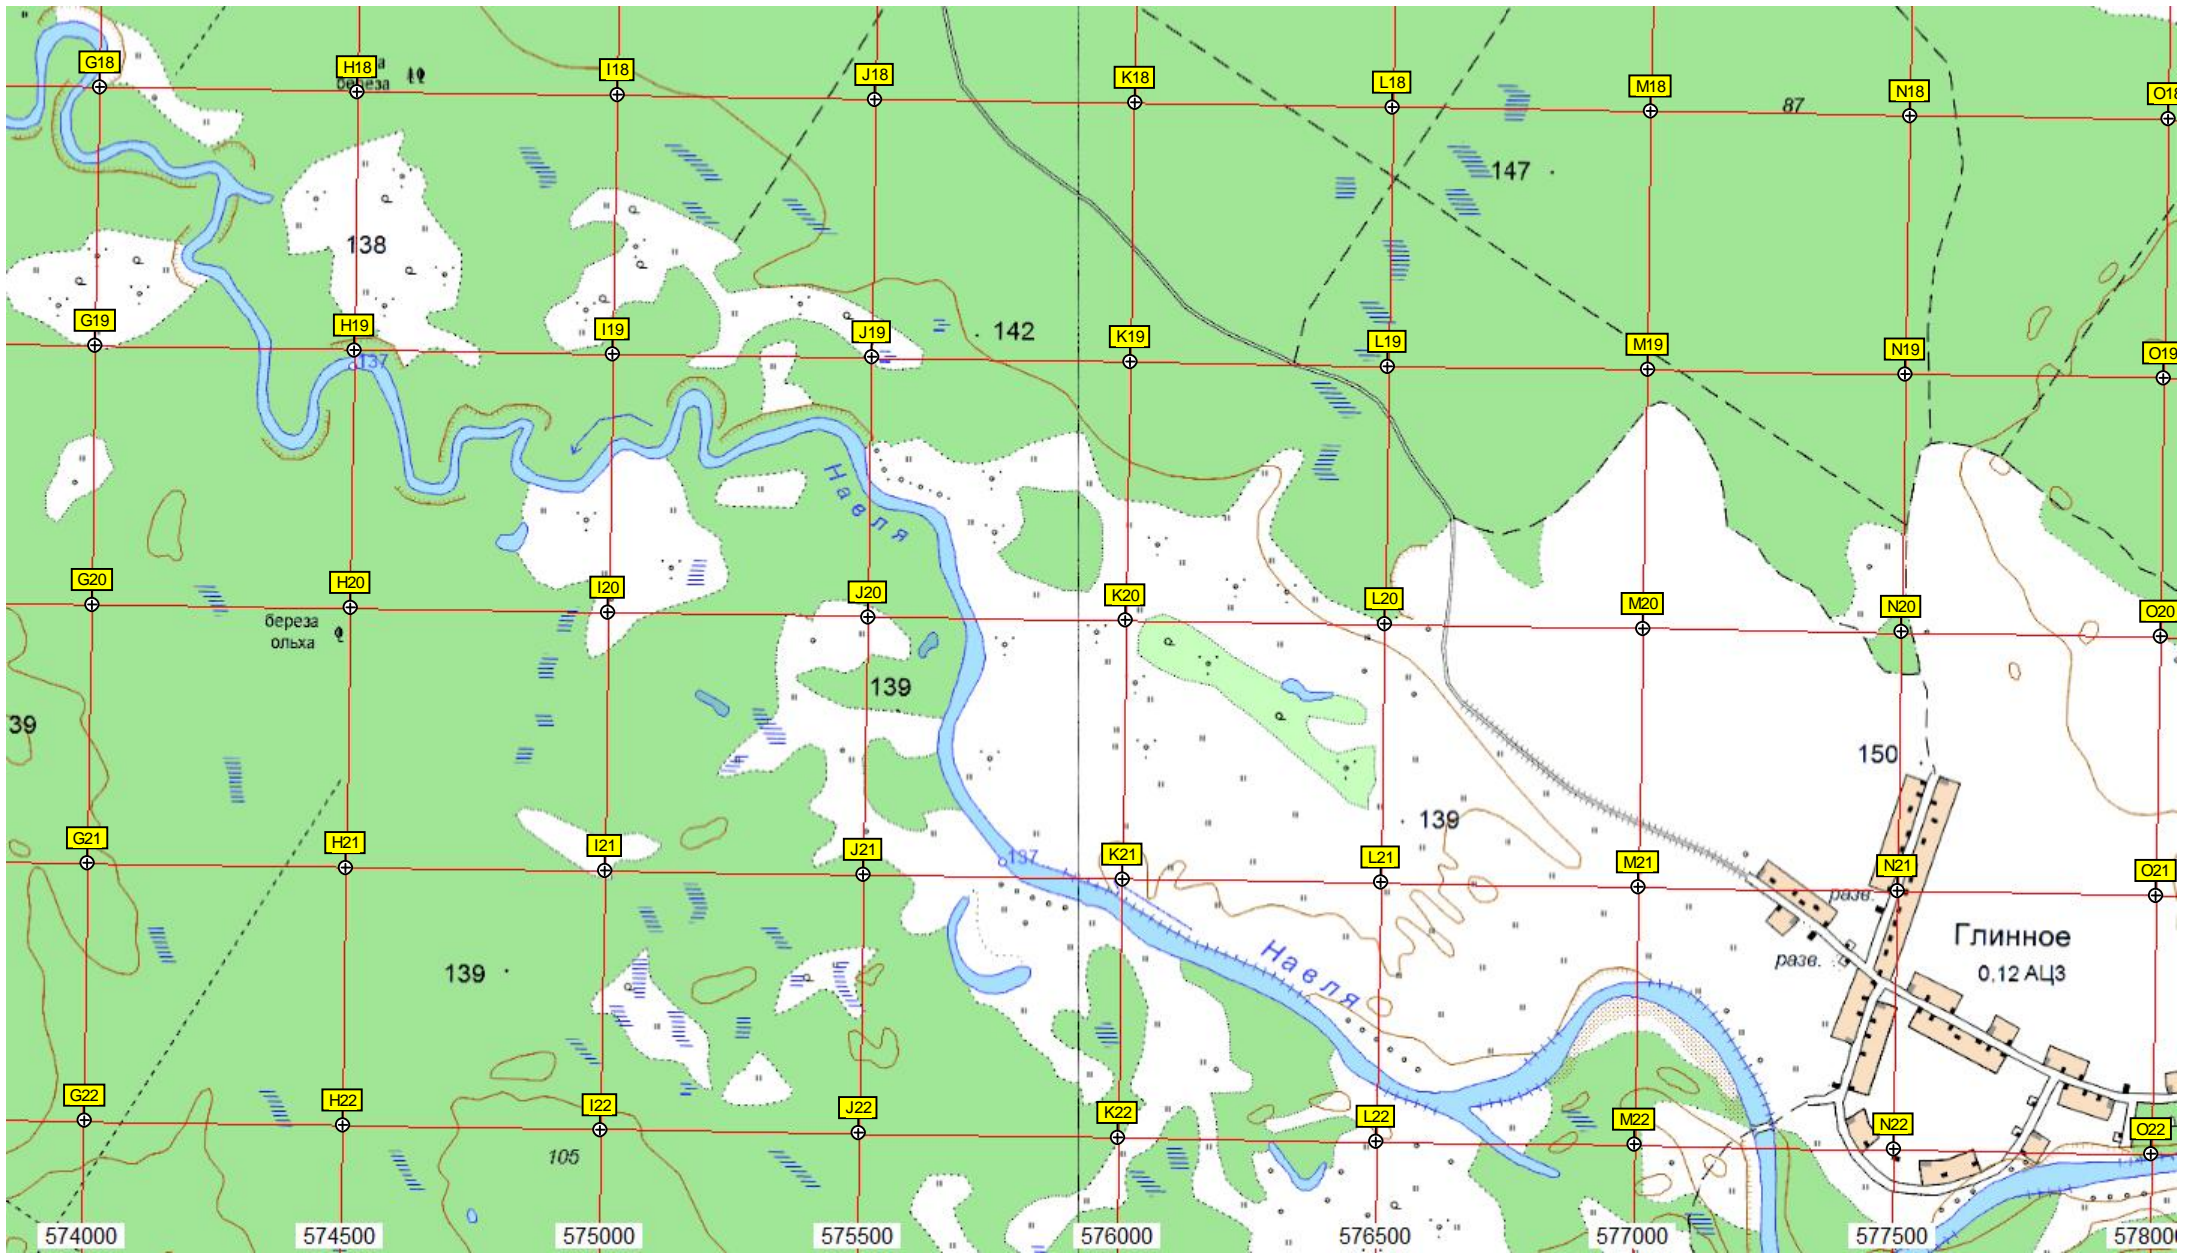 G18 H18 I18 J18 K18 L18 M18 N18 O18
береза
87
147
138
G19 H19 I19 J19 K19 L19 M19 N19 O19
142
137
Навля
G20 H20 I20 J20 K20 L20 M20 N20 O20
береза
ольха
139
39
150
139
G21 H21 I21 J21 K21 L21 M21 N21 O21
137
разв.
Глинное
0,12 АЦЗ
разв.
Навля
139
G22 H22 I22 J22 K22 L22 M22 N22 O22
105
574000 574500 575000 575500 576000 576500 577000 577500 578000